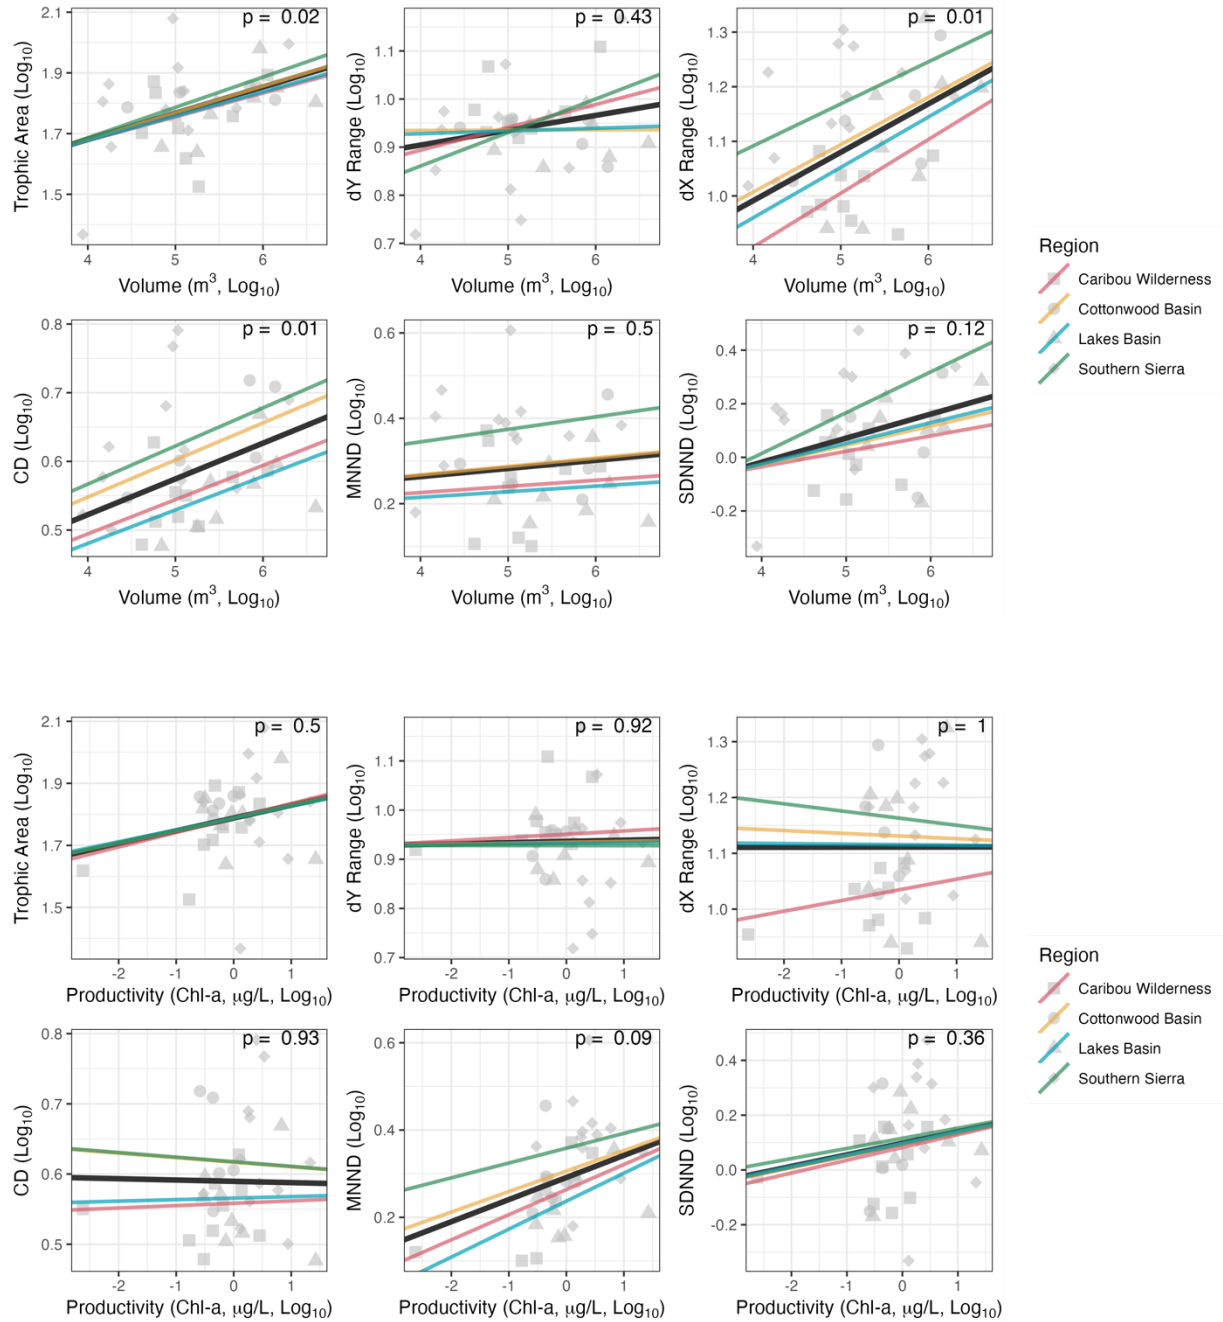 p = 0.02
Trophic Area (Log10)
2.1
1.9
1.7
1.5
4 5 6
Volume (m³, Log10)
p = 0.43
dY Range (Log10)
1.1
1.0
0.9
0.8
0.7
4 5 6
Volume (m³, Log10)
p = 0.01
dX Range (Log10)
1.3
1.2
1.1
1.0
4 5 6
Volume (m³, Log10)
p = 0.01
CD (Log10)
0.8
0.7
0.6
0.5
4 5 6
Volume (m³, Log10)
p = 0.5
MNND (Log10)
0.6
0.4
0.2
4 5 6
Volume (m³, Log10)
p = 0.12
SDNND (Log10)
0.4
0.2
0.0
-0.2
4 5 6
Volume (m³, Log10)
Region
Caribou Wilderness
Cottonwood Basin
Lakes Basin
Southern Sierra
p = 0.5
Trophic Area (Log10)
2.1
1.9
1.7
1.5
-2 -1 0 1
Productivity (Chl-a, μg/L, Log10)
p = 0.92
dY Range (Log10)
1.1
1.0
0.9
0.8
0.7
-2 -1 0 1
Productivity (Chl-a, μg/L, Log10)
p = 1
dX Range (Log10)
1.3
1.2
1.1
1.0
-2 -1 0 1
Productivity (Chl-a, μg/L, Log10)
p = 0.93
CD (Log10)
0.8
0.7
0.6
0.5
-2 -1 0 1
Productivity (Chl-a, μg/L, Log10)
p = 0.09
MNND (Log10)
0.6
0.4
0.2
-2 -1 0 1
Productivity (Chl-a, μg/L, Log10)
p = 0.36
SDNND (Log10)
0.4
0.2
0.0
-0.2
-2 -1 0 1
Productivity (Chl-a, μg/L, Log10)
Region
Caribou Wilderness
Cottonwood Basin
Lakes Basin
Southern Sierra